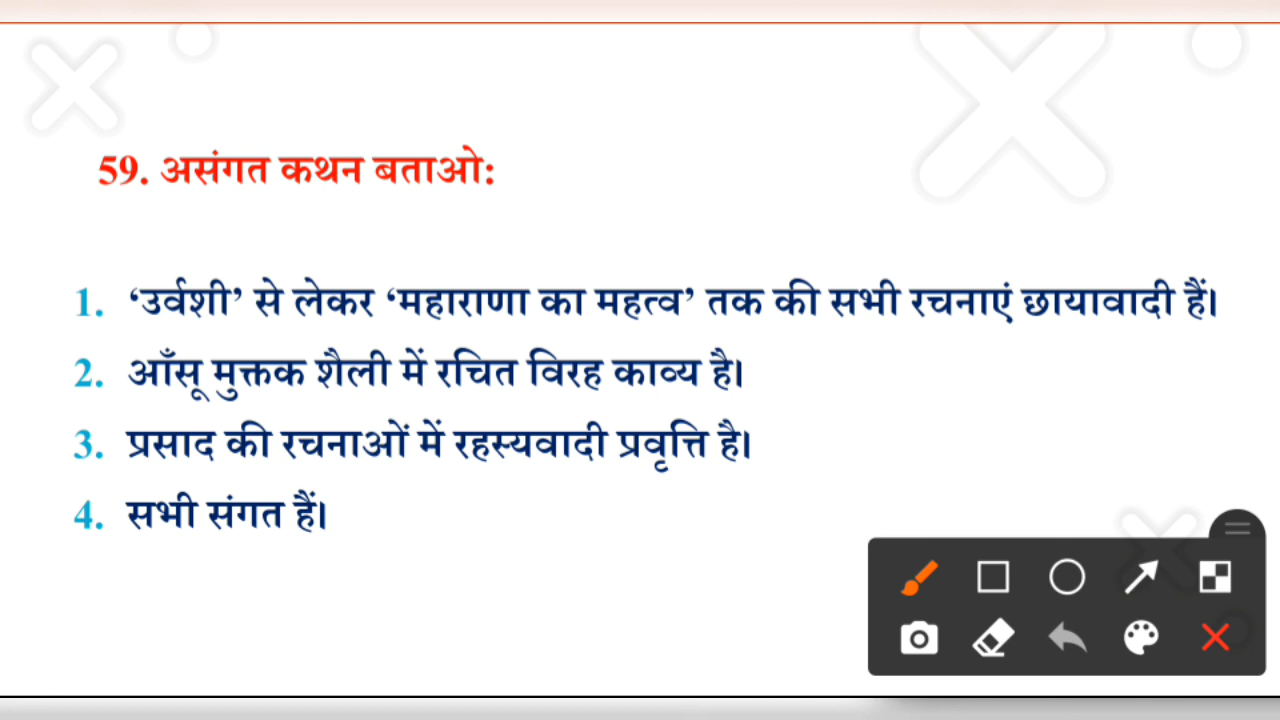 59. असंगत कथन बताओ:
1. ‘उर्वशी’ से लेकर ‘महाराणा का महत्व’ तक की सभी रचनाएं छायावादी हैं।
2. आँसू मुक्तक शैली में रचित विरह काव्य है।
3. प्रसाद की रचनाओं में रहस्यवादी प्रवृत्ति है।
4. सभी संगत हैं।